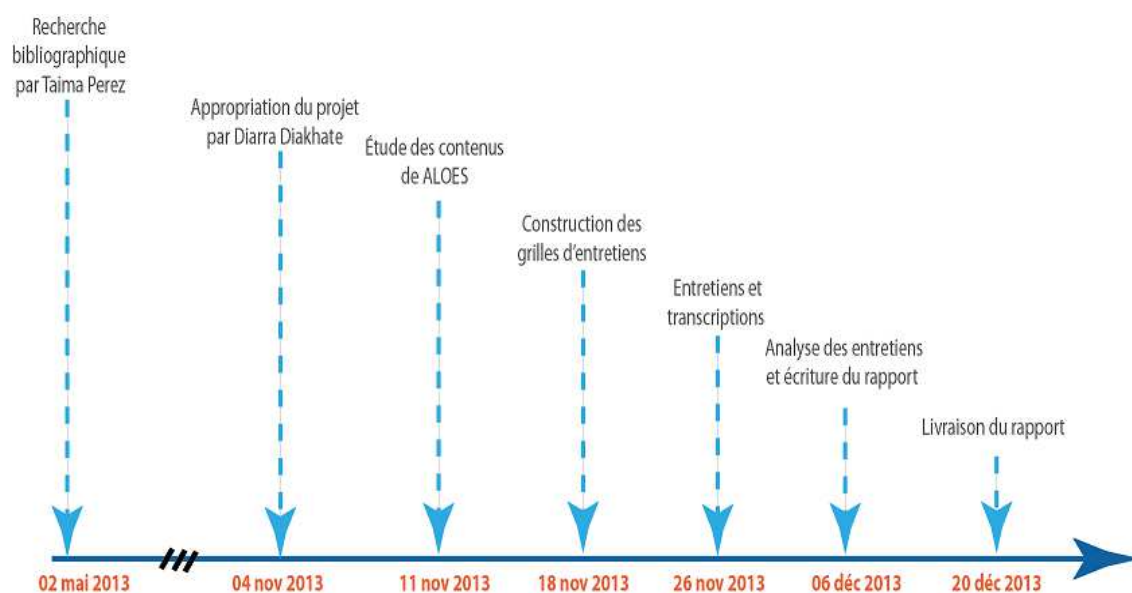 Recherche
bibliographique
par Taima Perez
Appropriation du projet
par Diarra Diakhate
Étude des contenus
de ALOES
Construction des
grilles d'entretiens
Entretiens et
transcriptions
Analyse des entretiens
et écriture du rapport
Livraison du rapport
02 mai 2013
04 nov 2013
11 nov 2013
18 nov 2013
26 nov 2013
06 déc 2013
20 déc 2013